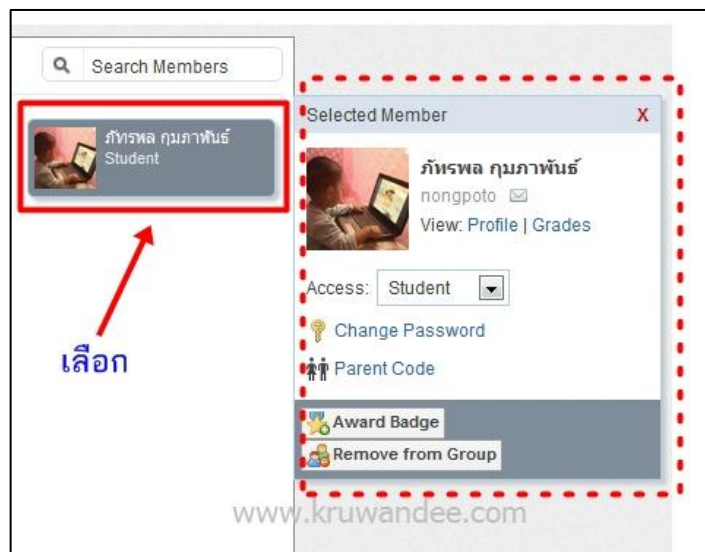 Search Members
ภัทรพล กุมภาพันธ์
Student
เลือก
Selected Member X
ภัทรพล กุมภาพันธ์
nongpoto
View: Profile | Grades
Access: Student
Change Password
Parent Code
Award Badge
Remove from Group
www.kruwandee.com